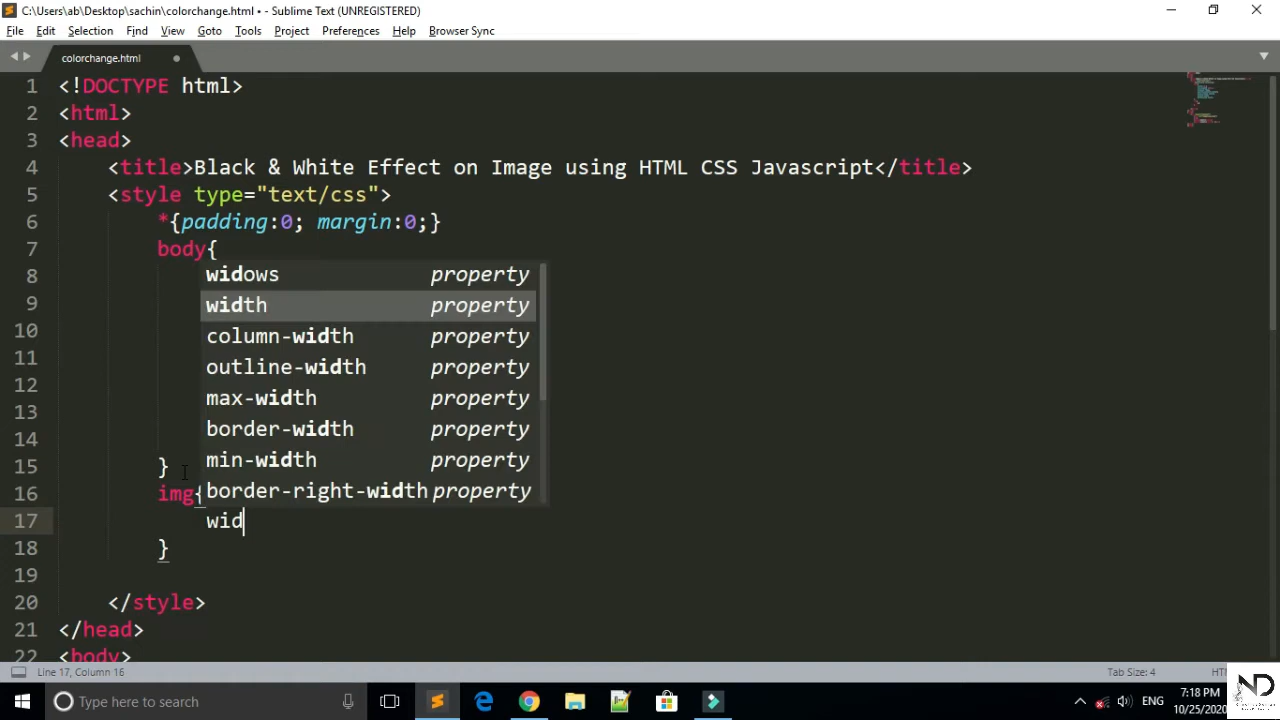 C:\Users\ab\Desktop\sachin\colorchange.html • - Sublime Text (UNREGISTERED)
File Edit Selection Find View Goto Tools Project Preferences Help Browser Sync
colorchange.html
1 <!DOCTYPE html>
2 <html>
3 <head>
4 <title>Black & White Effect on Image using HTML CSS Javascript</title>
5 <style type="text/css">
6 *{padding:0; margin:0;}
7 body{
8 widows property
9 width property
10 column-width property
11 outline-width property
12 max-width property
13 border-width property
14 min-width property
15 }
16 img{ border-right-width property
17 wid
18 }
19
20 </style>
21 </head>
22 <body>
Line 17, Column 16 Tab Size: 4 HT
Type here to search ENG 7:18 PM
10/25/2020
ND